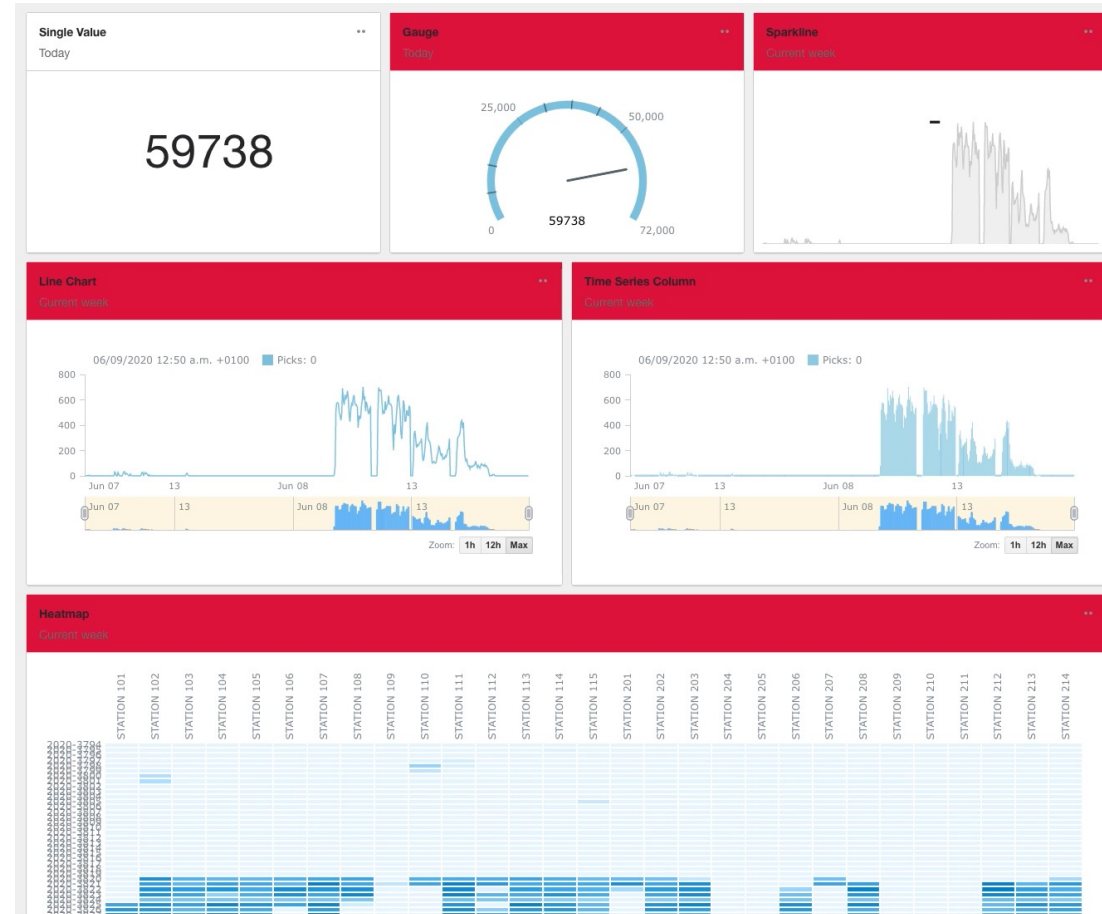 Single Value
Today
59738
Gauge
Today
25,000
50,000
0
59738
72,000
Sparkline
Current week
Line Chart
Current week
06/09/2020 12:50 a.m. +0100 Picks: 0
800
600
400
200
0
Jun 07 13 Jun 08 13
Jun 07 13 Jun 08 13
Zoom: 1h 12h Max
Time Series Column
Current week
06/09/2020 12:50 a.m. +0100 Picks: 0
800
600
400
200
0
Jun 07 13 Jun 08 13
Jun 07 13 Jun 08 13
Zoom: 1h 12h Max
Heatmap
Current week
STATION 101
STATION 102
STATION 103
STATION 104
STATION 105
STATION 106
STATION 107
STATION 108
STATION 109
STATION 110
STATION 111
STATION 112
STATION 113
STATION 114
STATION 115
STATION 201
STATION 202
STATION 203
STATION 204
STATION 205
STATION 206
STATION 207
STATION 208
STATION 209
STATION 210
STATION 211
STATION 212
STATION 213
STATION 214